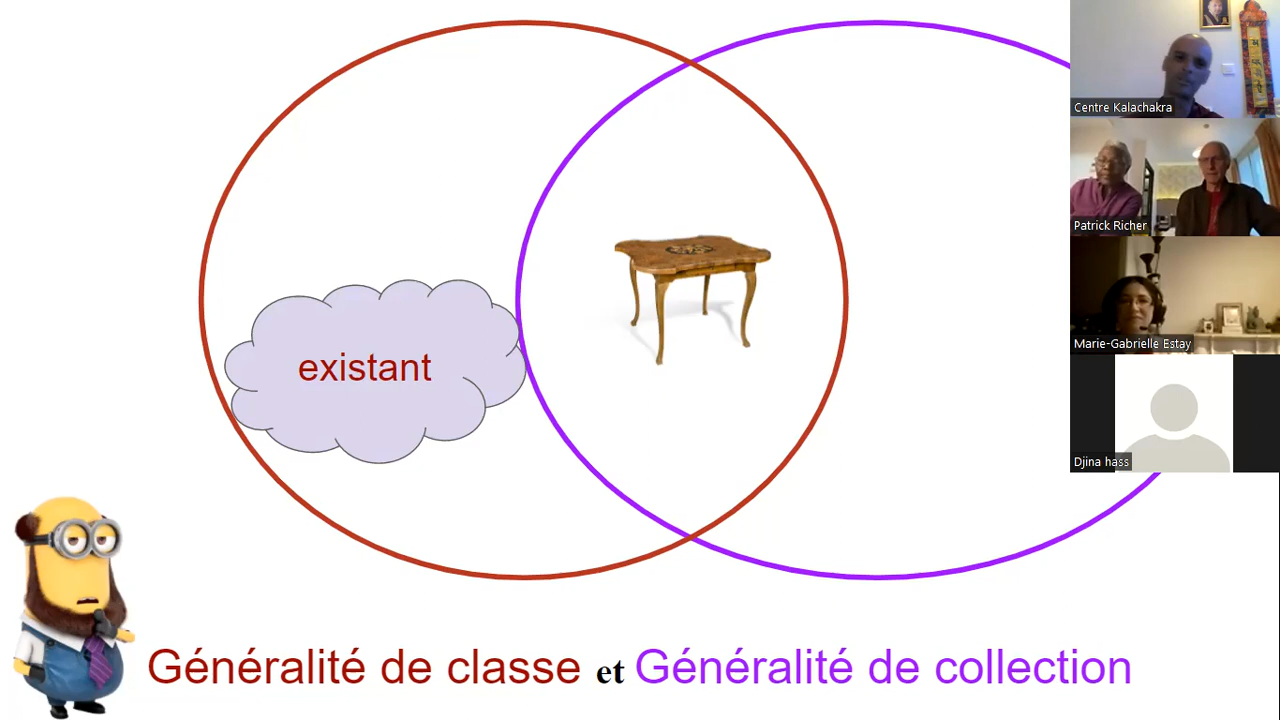 existant
Généralité de classe et Généralité de collection
Centre Kalachakra
Patrick Richer
Marie-Gabrielle Estay
Djina hass